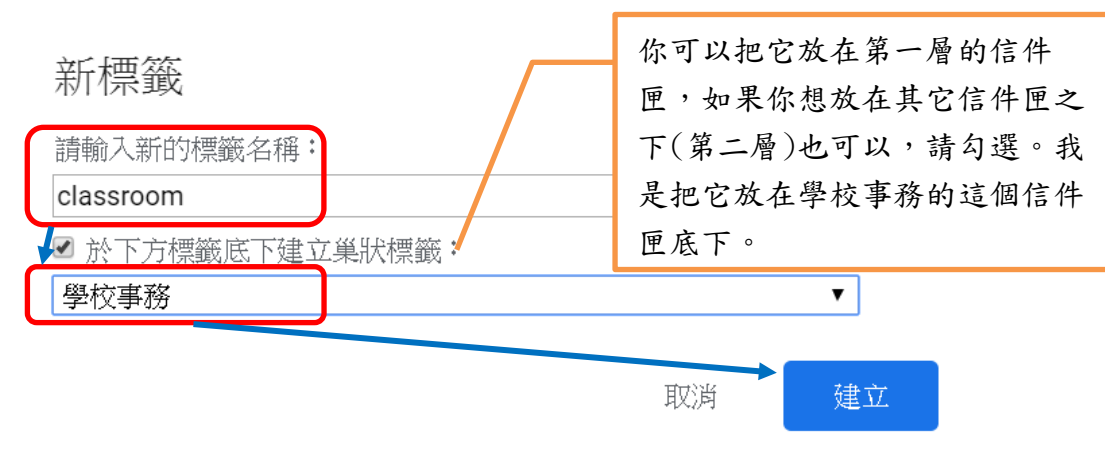 新標籤
請輸入新的標籤名稱：
classroom
於下方標籤底下建立巢狀標籤：
學校事務
取消
建立
你可以把它放在第一層的信件
匣，如果你想放在其它信件匣之
下(第二層)也可以，請勾選。我
是把它放在學校事務的這個信件
匣底下。